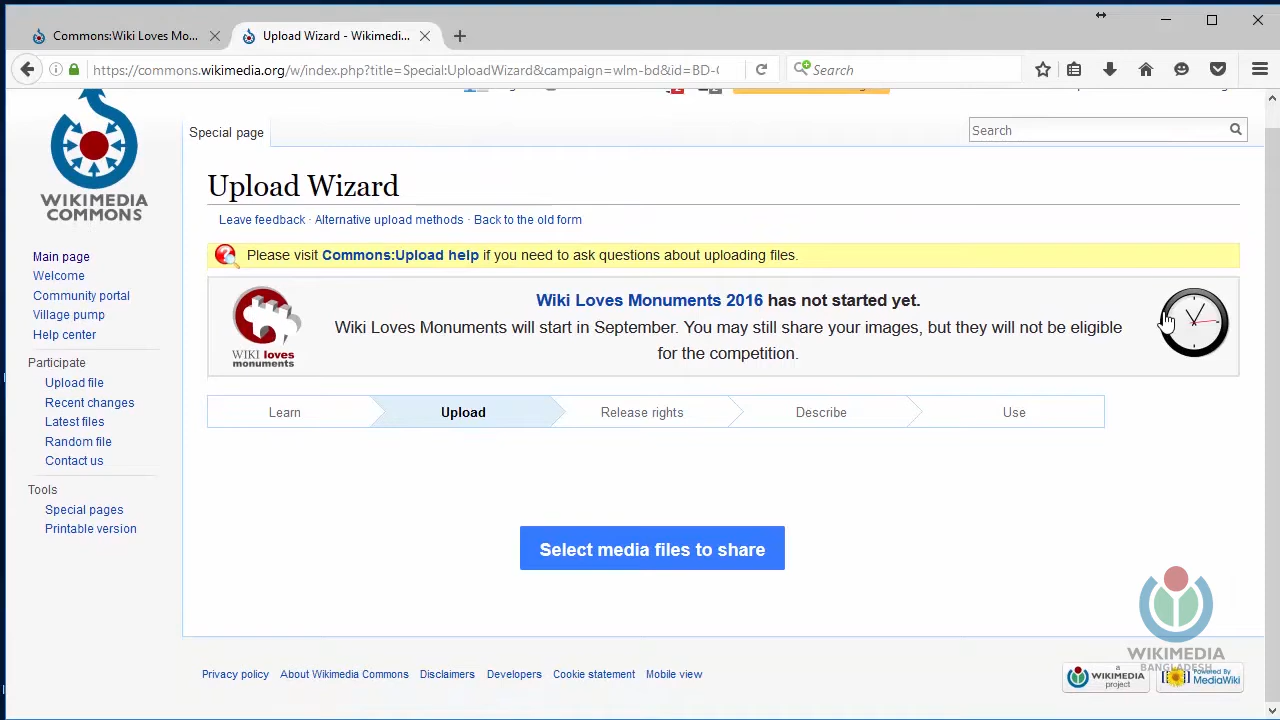 Commons:Wiki Loves Mo...
Upload Wizard - Wikimedi...
https://commons.wikimedia.org/w/index.php?title=Special:UploadWizard&campaign=wlm-bd&id=BD-
Search
WIKIMEDIA
COMMONS
Special page
Search
Upload Wizard
Leave feedback · Alternative upload methods · Back to the old form
Please visit Commons:Upload help if you need to ask questions about uploading files.
WIKI loves
monuments
Wiki Loves Monuments 2016 has not started yet.
Wiki Loves Monuments will start in September. You may still share your images, but they will not be eligible
for the competition.
Main page
Welcome
Community portal
Village pump
Help center
Participate
Upload file
Recent changes
Latest files
Random file
Contact us
Tools
Special pages
Printable version
Learn
Upload
Release rights
Describe
Use
Select media files to share
WIKIMEDIA
BANGLADESH
Privacy policy
About Wikimedia Commons
Disclaimers
Developers
Cookie statement
Mobile view
a
WIKIMEDIA
project
Powered By
MediaWiki